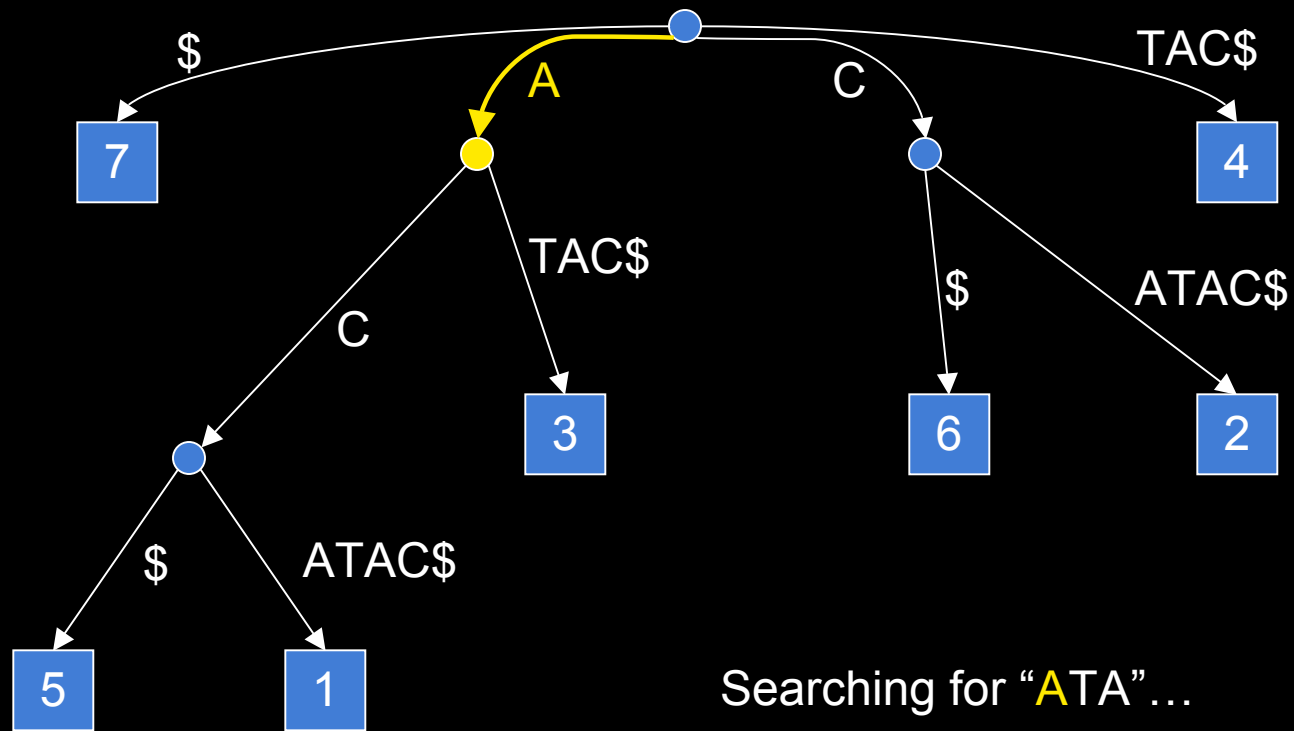 $
A
C
TAC$
7
4
TAC$
$
ATAC$
C
3
6
2
$
ATAC$
5
1
Searching for “ATA”…